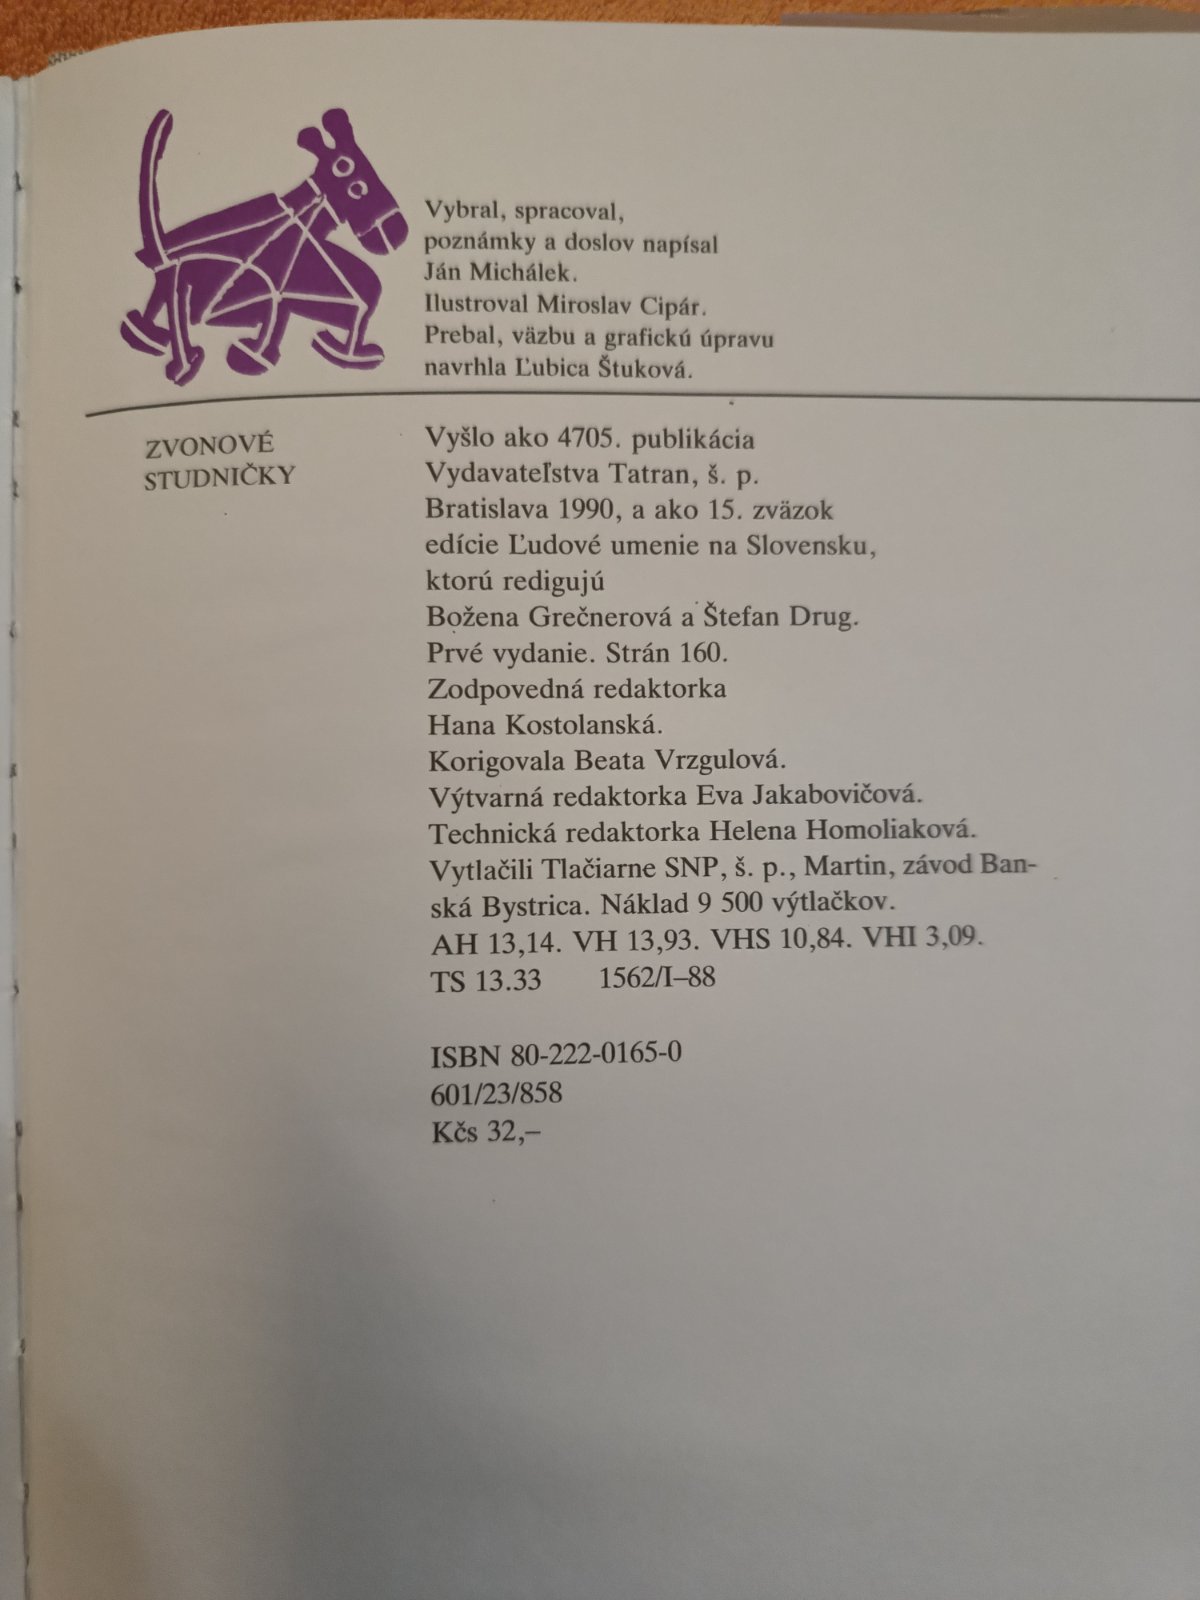 Vybral, spracoval,
poznámky a doslov napísal
Ján Michálek.
Ilustroval Miroslav Cipár.
Prebal, väzbu a grafickú úpravu
navrhla Ľubica Štuková.
ZVONOVÉ
STUDNIČKY
Vyšlo ako 4705. publikácia
Vydavateľstva Tatran, š. p.
Bratislava 1990, a ako 15. zväzok
edície Ľudové umenie na Slovensku,
ktorú redigujú
Božena Grečnerová a Štefan Drug.
Prvé vydanie. Strán 160.
Zodpovedná redaktorka
Hana Kostolanská.
Korigovala Beata Vrzgulová.
Výtvarná redaktorka Eva Jakabovičová.
Technická redaktorka Helena Homoliaková.
Vytlačili Tlačiarne SNP, š. p., Martin, závod Ban-
ská Bystrica. Náklad 9 500 výtlačkov.
AH 13,14. VH 13,93. VHS 10,84. VHI 3,09.
TS 13.33 1562/I–88
ISBN 80-222-0165-0
601/23/858
Kčs 32,–